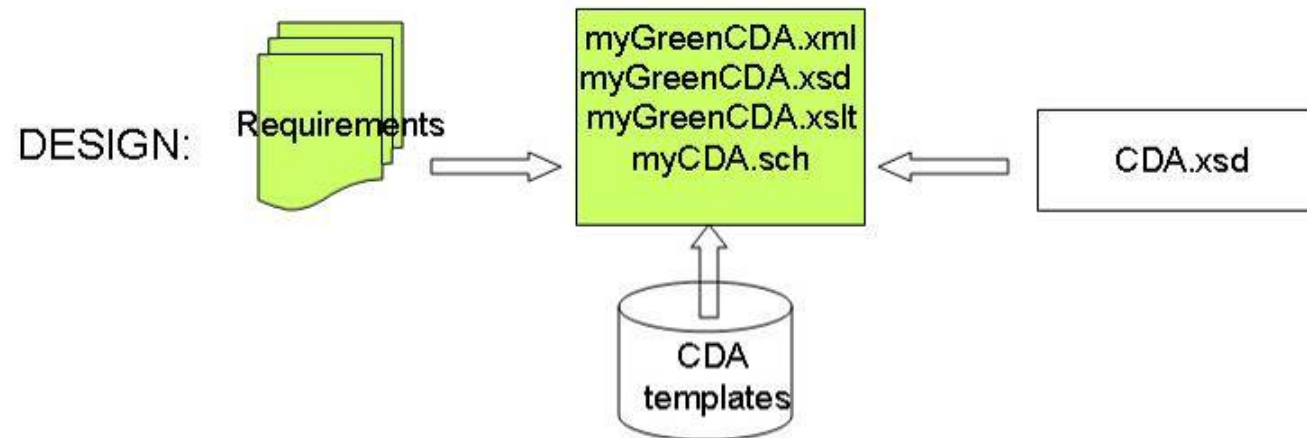 DESIGN:
Requirements
myGreenCDA.xml
myGreenCDA.xsd
myGreenCDA.xslt
myCDA.sch
CDA.xsd
CDA
templates